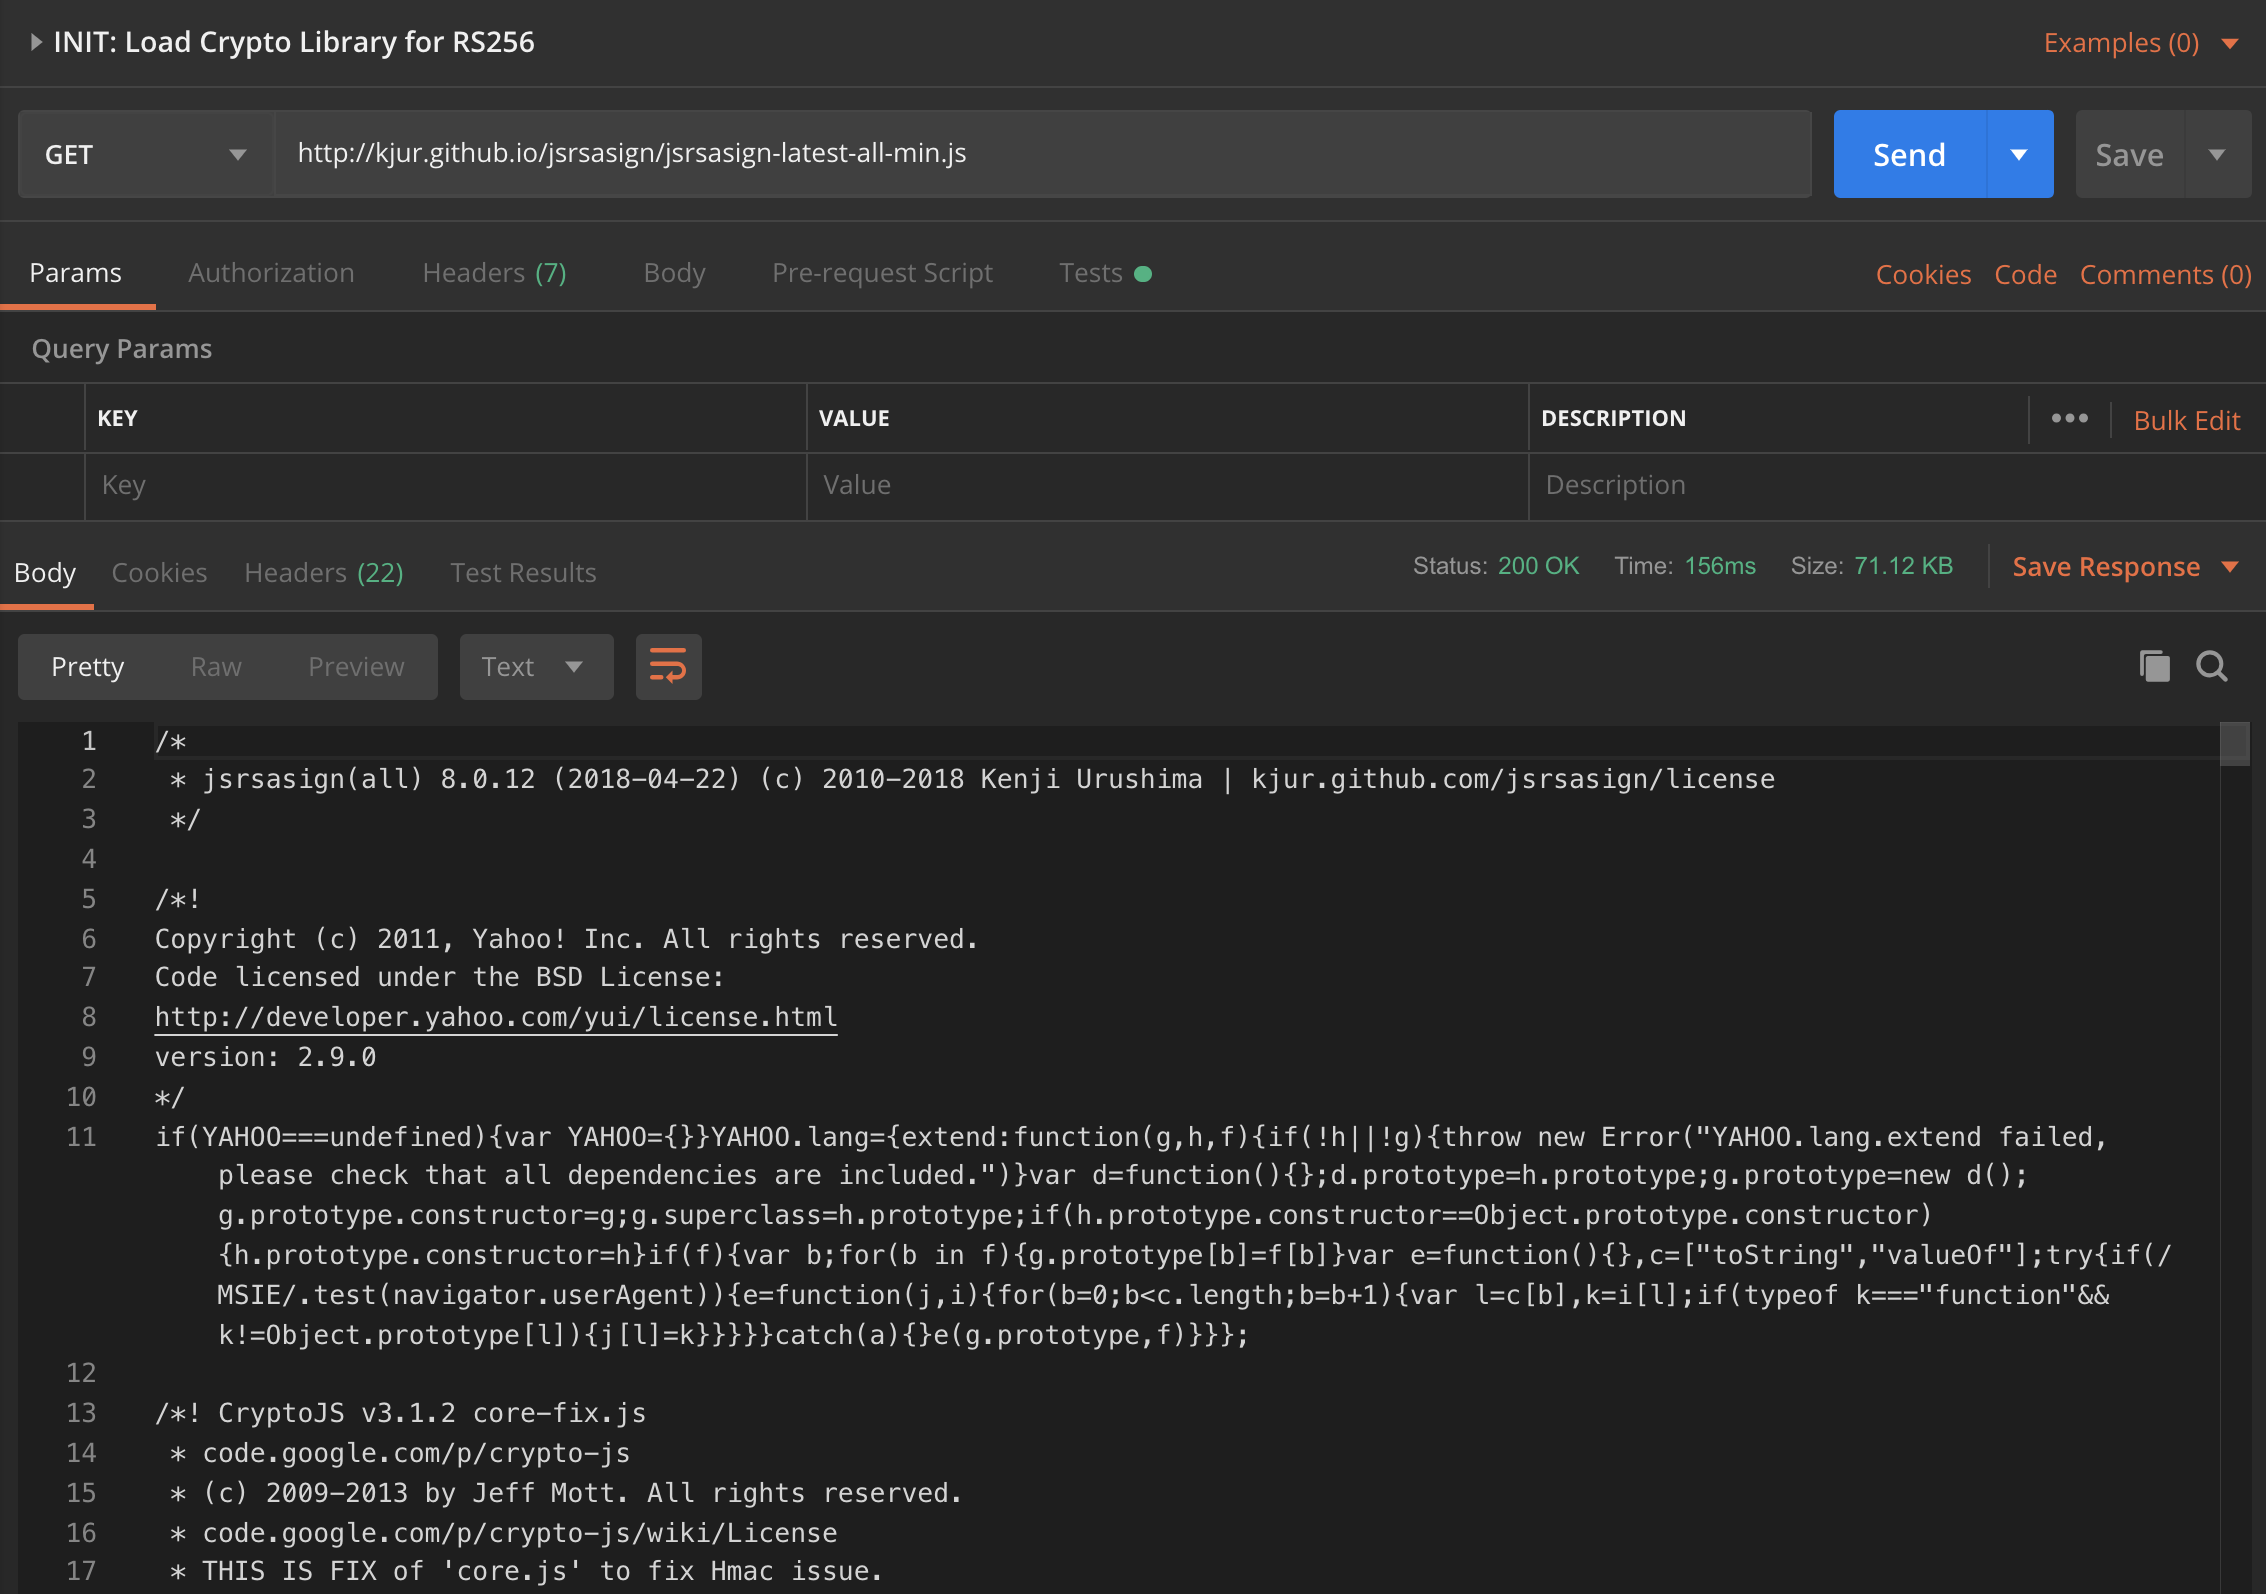 INIT: Load Crypto Library for RS256
Examples (0)
GET
http://kjur.github.io/jsrsasign/jsrsasign-latest-all-min.js
Send
Save
Params
Authorization
Headers (7)
Body
Pre-request Script
Tests
Cookies
Code
Comments (0)
Query Params
KEY
VALUE
DESCRIPTION
Bulk Edit
Key
Value
Description
Body
Cookies
Headers (22)
Test Results
Status: 200 OK
Time: 156ms
Size: 71.12 KB
Save Response
Pretty
Raw
Preview
Text
1 /*
2  * jsrsasign(all) 8.0.12 (2018-04-22) (c) 2010-2018 Kenji Urushima | kjur.github.com/jsrsasign/license
3  */
4
5 /*!
6 Copyright (c) 2011, Yahoo! Inc. All rights reserved.
7 Code licensed under the BSD License:
8 http://developer.yahoo.com/yui/license.html
9 version: 2.9.0
10 */
11 if(YAHOO===undefined){var YAHOO={}}YAHOO.lang={extend:function(g,h,f){if(!h||!g){throw new Error("YAHOO.lang.extend failed,
please check that all dependencies are included.")}var d=function(){};d.prototype=h.prototype;g.prototype=new d();
g.prototype.constructor=g;g.superclass=h.prototype;if(h.prototype.constructor==Object.prototype.constructor)
{h.prototype.constructor=h}if(f){var b;for(b in f){g.prototype[b]=f[b]}var e=function(){},c=["toString","valueOf"];try{if(/
MSIE/.test(navigator.userAgent)){e=function(j,i){for(b=0;b<c.length;b=b+1){var l=c[b],k=i[l];if(typeof k==="function"&&
k!=Object.prototype[l]){j[l]=k}}}}}catch(a){}e(g.prototype,f)}}};
12
13 /*! CryptoJS v3.1.2 core-fix.js
14  * code.google.com/p/crypto-js
15  * (c) 2009-2013 by Jeff Mott. All rights reserved.
16  * code.google.com/p/crypto-js/wiki/License
17  * THIS IS FIX of 'core.js' to fix Hmac issue.